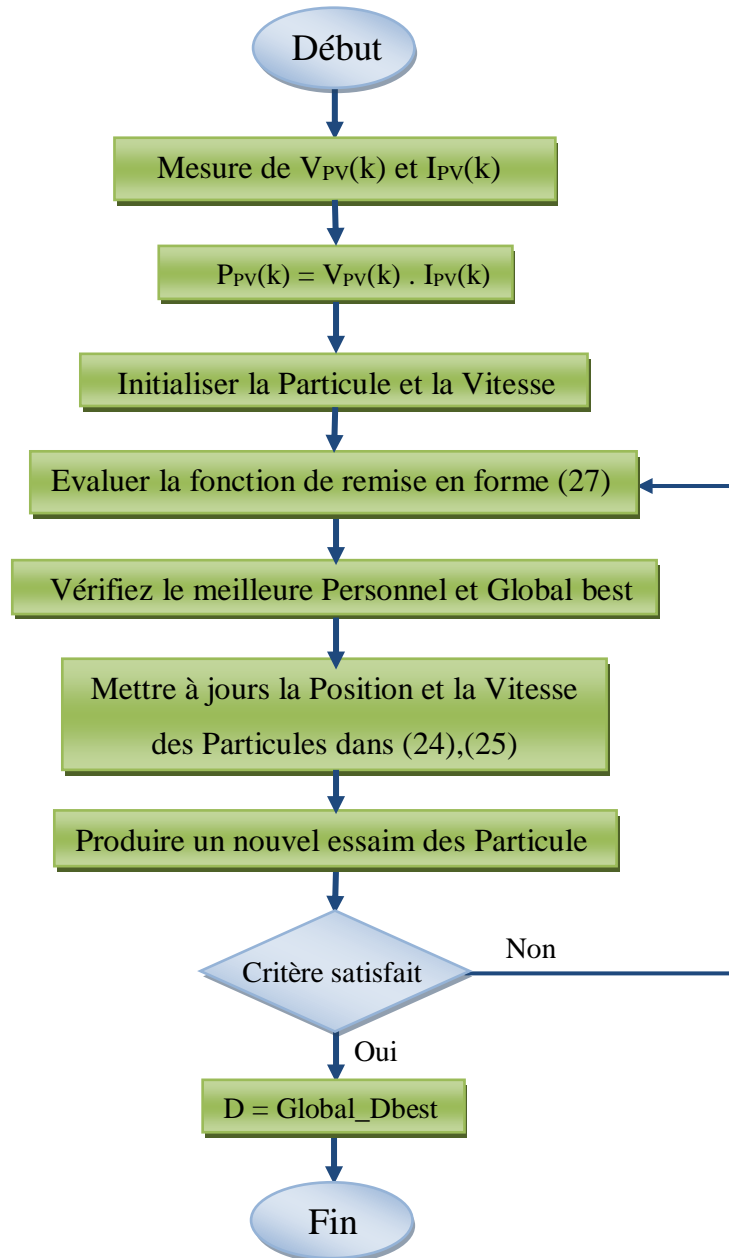 Début
Mesure de VPV(k) et IPV(k)
PPV(k) = VPV(k) . IPV(k)
Initialiser la Particule et la Vitesse
Evaluer la fonction de remise en forme (27)
Vérifiez le meilleure Personnel et Global best
Mettre à jours la Position et la Vitesse
des Particules dans (24),(25)
Produire un nouvel essaim des Particule
Non
Critère satisfait
Oui
D = Global_Dbest
Fin